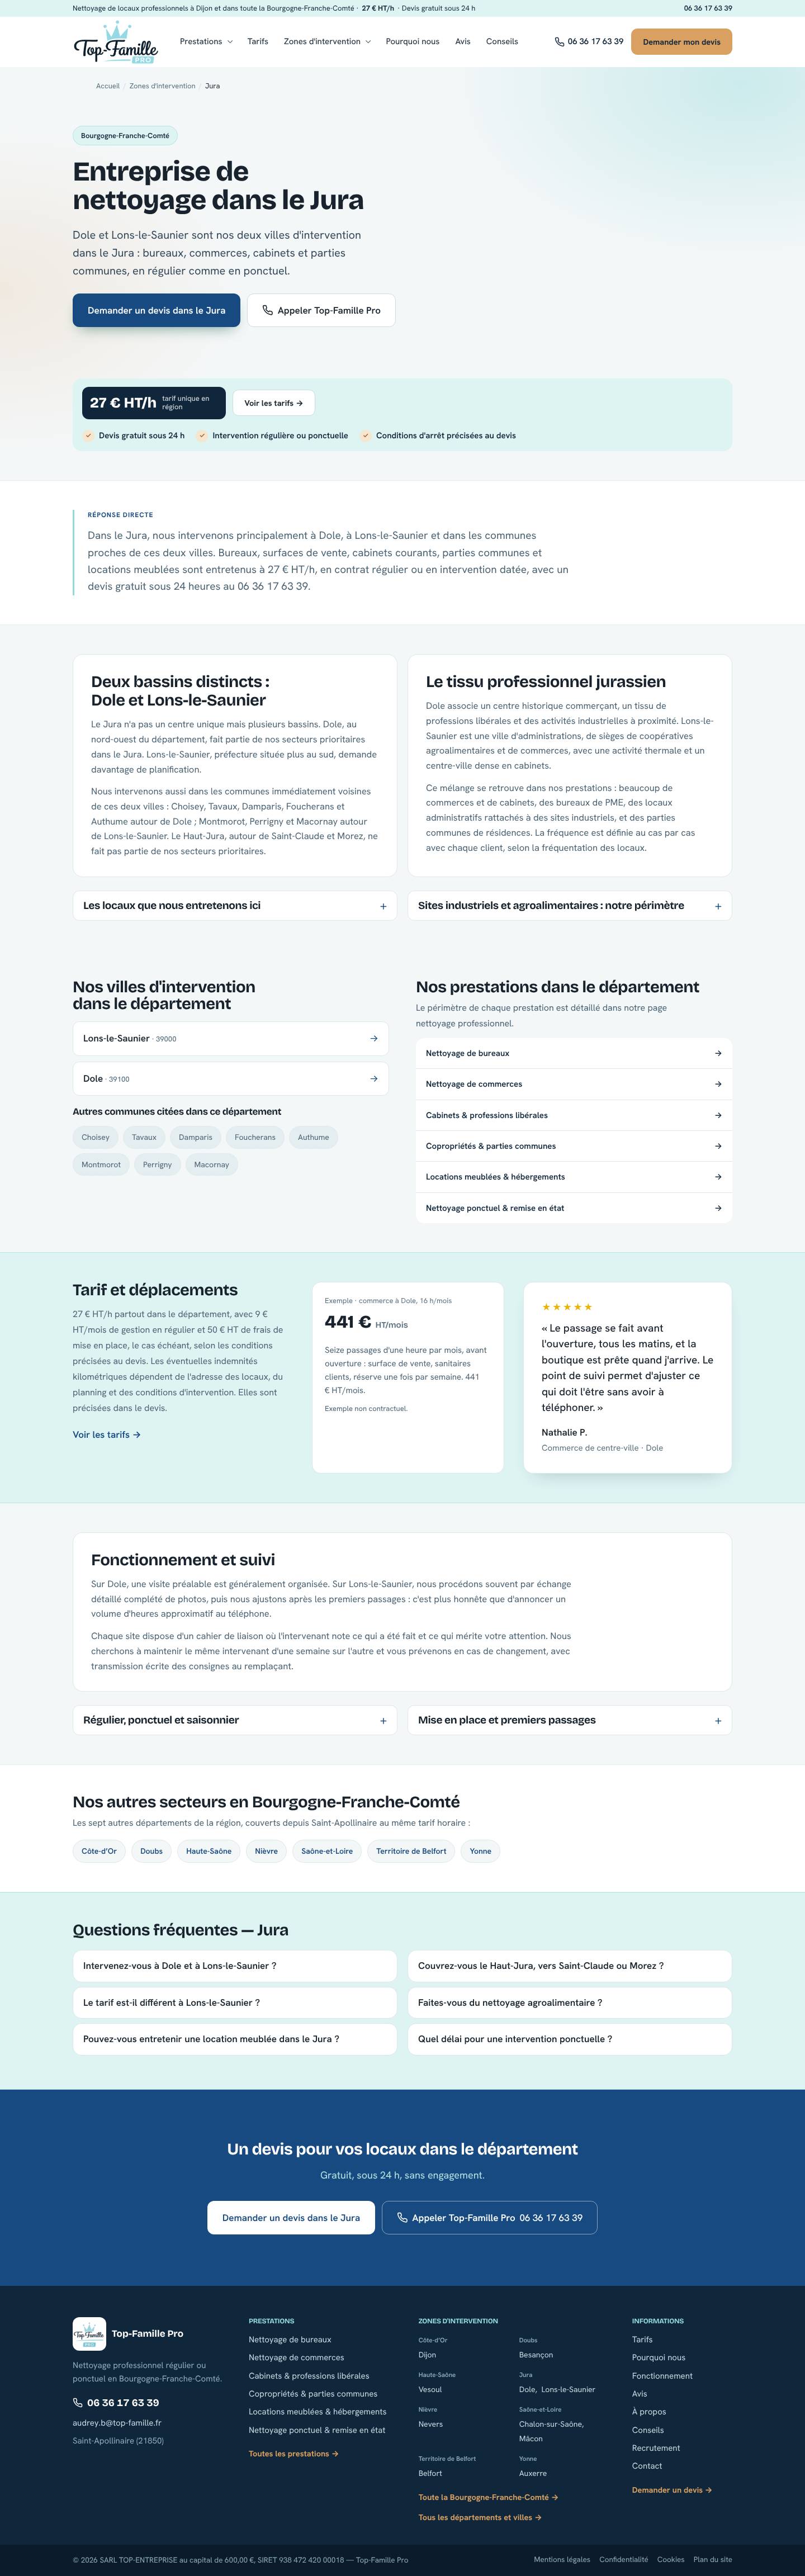 Nettoyage de locaux professionnels à Dijon et dans toute la Bourgogne-Franche-Comté · 27 € HT/h · Devis gratuit sous 24 h
06 36 17 63 39
Top-Famille
PRO
Prestations
Tarifs
Zones d'intervention
Pourquoi nous
Avis
Conseils
06 36 17 63 39
Demander mon devis
Accueil / Zones d'intervention / Jura
Bourgogne-Franche-Comté
Entreprise de
nettoyage dans le Jura
Dole et Lons-le-Saunier sont nos deux villes d'intervention
dans le Jura : bureaux, commerces, cabinets et parties
communes, en régulier comme en ponctuel.
Demander un devis dans le Jura
Appeler Top-Famille Pro
27 € HT/h
tarif unique en
région
Voir les tarifs →
Devis gratuit sous 24 h
Intervention régulière ou ponctuelle
Conditions d'arrêt précisées au devis
RÉPONSE DIRECTE
Dans le Jura, nous intervenons principalement à Dole, à Lons-le-Saunier et dans les communes
proches de ces deux villes. Bureaux, surfaces de vente, cabinets courants, parties communes et
locations meublées sont entretenus à 27 € HT/h, en contrat régulier ou en intervention datée, avec un
devis gratuit sous 24 heures au 06 36 17 63 39.
Deux bassins distincts :
Dole et Lons-le-Saunier
Le Jura n'a pas un centre unique mais plusieurs bassins. Dole, au
nord-ouest du département, fait partie de nos secteurs prioritaires
dans le Jura. Lons-le-Saunier, préfecture située plus au sud, demande
davantage de planification.
Nous intervenons aussi dans les communes immédiatement voisines
de ces deux villes : Choisey, Tavaux, Damparis, Foucherans et
Authume autour de Dole ; Montmorot, Perrigny et Macornay autour
de Lons-le-Saunier. Le Haut-Jura, autour de Saint-Claude et Morez, ne
fait pas partie de nos secteurs prioritaires.
Le tissu professionnel jurassien
Dole associe un centre historique commerçant, un tissu de
professions libérales et des activités industrielles à proximité. Lons-le-
Saunier est une ville d'administrations, de sièges de coopératives
agroalimentaires et de commerces, avec une activité thermale et un
centre-ville dense en cabinets.
Ce mélange se retrouve dans nos prestations : beaucoup de
commerces et de cabinets, des bureaux de PME, des locaux
administratifs rattachés à des sites industriels, et des parties
communes de résidences. La fréquence est définie au cas par cas
avec chaque client, selon la fréquentation des locaux.
Les locaux que nous entretenons ici +
Sites industriels et agroalimentaires : notre périmètre +
Nos villes d'intervention
dans le département
Lons-le-Saunier · 39000 →
Dole · 39100 →
Autres communes citées dans ce département
Choisey
Tavaux
Damparis
Foucherans
Authume
Montmorot
Perrigny
Macornay
Nos prestations dans le département
Le périmètre de chaque prestation est détaillé dans notre page
nettoyage professionnel.
Nettoyage de bureaux →
Nettoyage de commerces →
Cabinets & professions libérales →
Copropriétés & parties communes →
Locations meublées & hébergements →
Nettoyage ponctuel & remise en état →
Tarif et déplacements
27 € HT/h partout dans le département, avec 9 €
HT/mois de gestion en régulier et 50 € HT de frais de
mise en place, le cas échéant, selon les conditions
précisées au devis. Les éventuelles indemnités
kilométriques dépendent de l'adresse des locaux, du
planning et des conditions d'intervention. Elles sont
précisées dans le devis.
Voir les tarifs →
Exemple · commerce à Dole, 16 h/mois
441 € HT/mois
Seize passages d'une heure par mois, avant
ouverture : surface de vente, sanitaires
clients, réserve une fois par semaine. 441
€ HT/mois.
Exemple non contractuel.
★★★★★
« Le passage se fait avant
l'ouverture, tous les matins, et la
boutique est prête quand j'arrive. Le
point de suivi permet d'ajuster ce
qui doit l'être sans avoir à
téléphoner. »
Nathalie P.
Commerce de centre-ville · Dole
Fonctionnement et suivi
Sur Dole, une visite préalable est généralement organisée. Sur Lons-le-Saunier, nous procédons souvent par échange
détaillé complété de photos, puis nous ajustons après les premiers passages : c'est plus honnête que d'annoncer un
volume d'heures approximatif au téléphone.
Chaque site dispose d'un cahier de liaison où l'intervenant note ce qui a été fait et ce qui mérite votre attention. Nous
cherchons à maintenir le même intervenant d'une semaine sur l'autre et vous prévenons en cas de changement, avec
transmission écrite des consignes au remplaçant.
Régulier, ponctuel et saisonnier +
Mise en place et premiers passages +
Nos autres secteurs en Bourgogne-Franche-Comté
Les sept autres départements de la région, couverts depuis Saint-Apollinaire au même tarif horaire :
Côte-d'Or
Doubs
Haute-Saône
Nièvre
Saône-et-Loire
Territoire de Belfort
Yonne
Questions fréquentes — Jura
Intervenez-vous à Dole et à Lons-le-Saunier ?
Couvrez-vous le Haut-Jura, vers Saint-Claude ou Morez ?
Le tarif est-il différent à Lons-le-Saunier ?
Faites-vous du nettoyage agroalimentaire ?
Pouvez-vous entretenir une location meublée dans le Jura ?
Quel délai pour une intervention ponctuelle ?
Un devis pour vos locaux dans le département
Gratuit, sous 24 h, sans engagement.
Demander un devis dans le Jura
Appeler Top-Famille Pro 06 36 17 63 39
Top-Famille
PRO
Top-Famille Pro
Nettoyage professionnel régulier ou
ponctuel en Bourgogne-Franche-Comté.
06 36 17 63 39
audrey.b@top-famille.fr
Saint-Apollinaire (21850)
PRESTATIONS
Nettoyage de bureaux
Nettoyage de commerces
Cabinets & professions libérales
Copropriétés & parties communes
Locations meublées & hébergements
Nettoyage ponctuel & remise en état
Toutes les prestations →
ZONES D'INTERVENTION
Côte-d'Or
Dijon
Doubs
Besançon
Haute-Saône
Vesoul
Jura
Dole, Lons-le-Saunier
Nièvre
Nevers
Saône-et-Loire
Chalon-sur-Saône,
Mâcon
Territoire de Belfort
Belfort
Yonne
Auxerre
Toute la Bourgogne-Franche-Comté →
Tous les départements et villes →
INFORMATIONS
Tarifs
Pourquoi nous
Fonctionnement
Avis
À propos
Conseils
Recrutement
Contact
Demander un devis →
© 2026 SARL TOP-ENTREPRISE au capital de 600,00 €, SIRET 938 472 420 00018 — Top-Famille Pro
Mentions légales
Confidentialité
Cookies
Plan du site